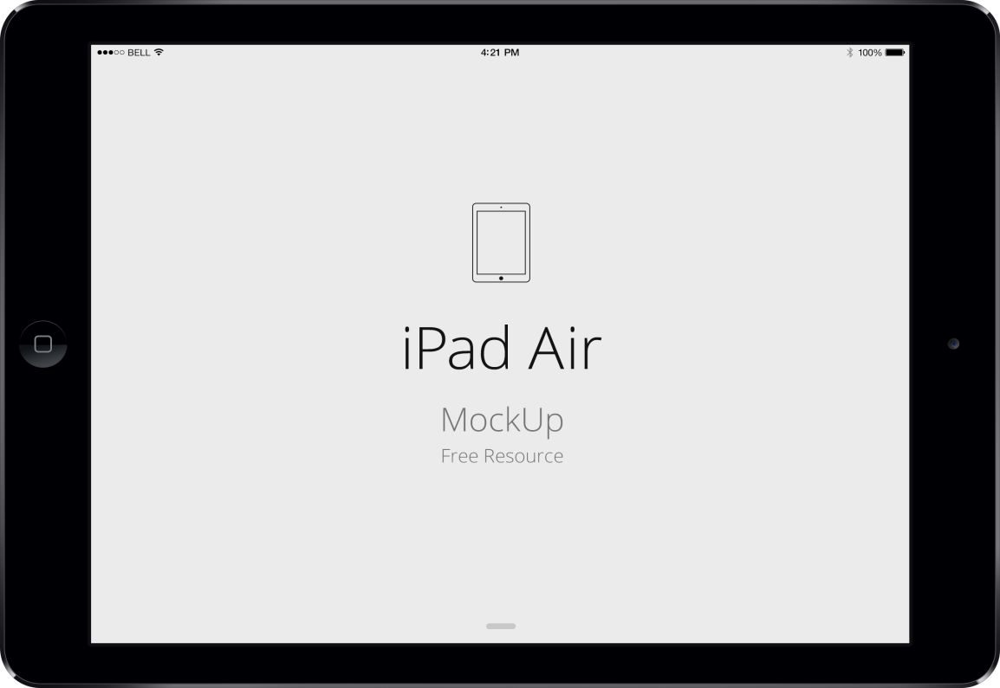 BELL 4:21 PM 100%
iPad Air
MockUp
Free Resource